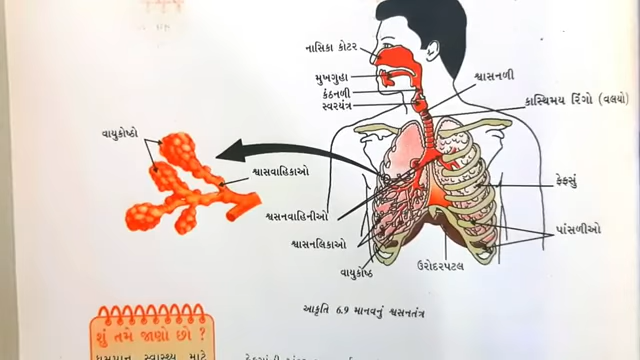 નાસિકા કોટર
મુખગુહા
કંઠનળી
સ્વરયંત્ર
શ્વાસનળી
કાસ્થિમય રિંગો (વલયો)
વાયુકોષ્ઠો
શ્વાસવાહિકાઓ
શ્વસનવાહિનીઓ
શ્વાસનલિકાઓ
વાયુકોષ્ઠ
ફેફસું
પાંસળીઓ
ઉરોદરપટલ
આકૃતિ 6.9 માનવનું શ્વસનતંત્ર
શું તમે જાણો છો ?
ધૂમ્રપાન સ્વાસ્થ્ય માટે